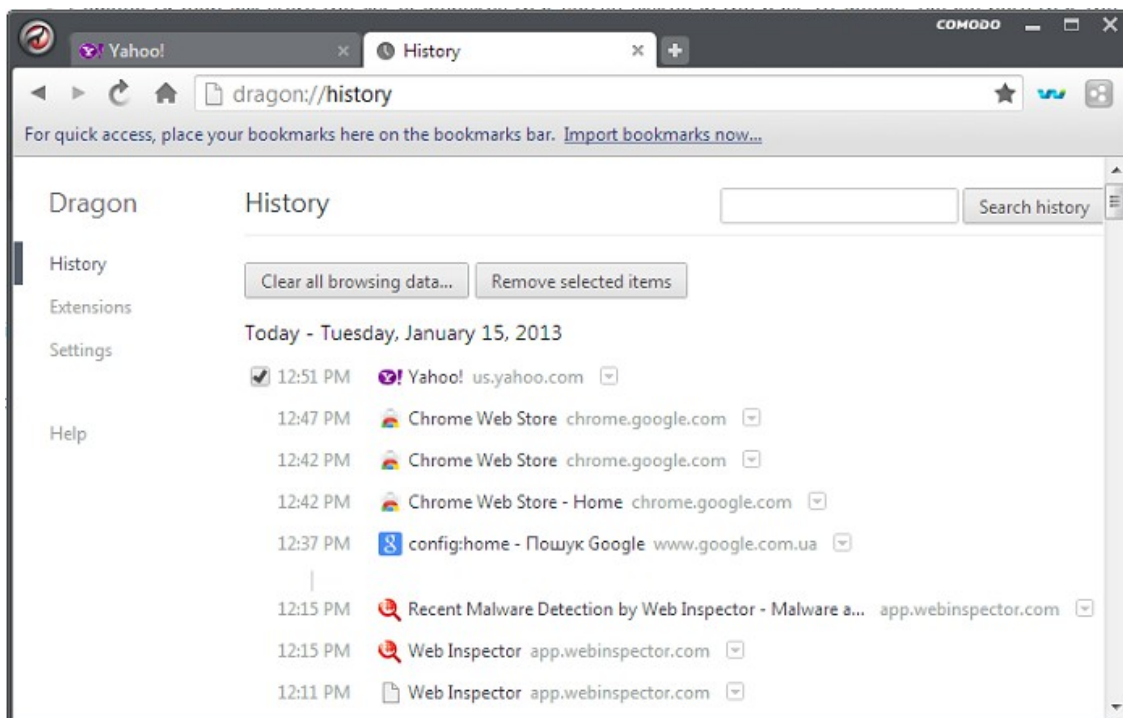 COMODO
Yahoo!
History
dragon://history
For quick access, place your bookmarks here on the bookmarks bar. Import bookmarks now...
Dragon
History
Extensions
Settings
Help
History
Search history
Clear all browsing data... Remove selected items
Today - Tuesday, January 15, 2013
12:51 PM Yahoo! us.yahoo.com
12:47 PM Chrome Web Store chrome.google.com
12:42 PM Chrome Web Store chrome.google.com
12:42 PM Chrome Web Store - Home chrome.google.com
12:37 PM config:home - Пошук Google www.google.com.ua
12:15 PM Recent Malware Detection by Web Inspector - Malware a... app.webinspector.com
12:15 PM Web Inspector app.webinspector.com
12:11 PM Web Inspector app.webinspector.com